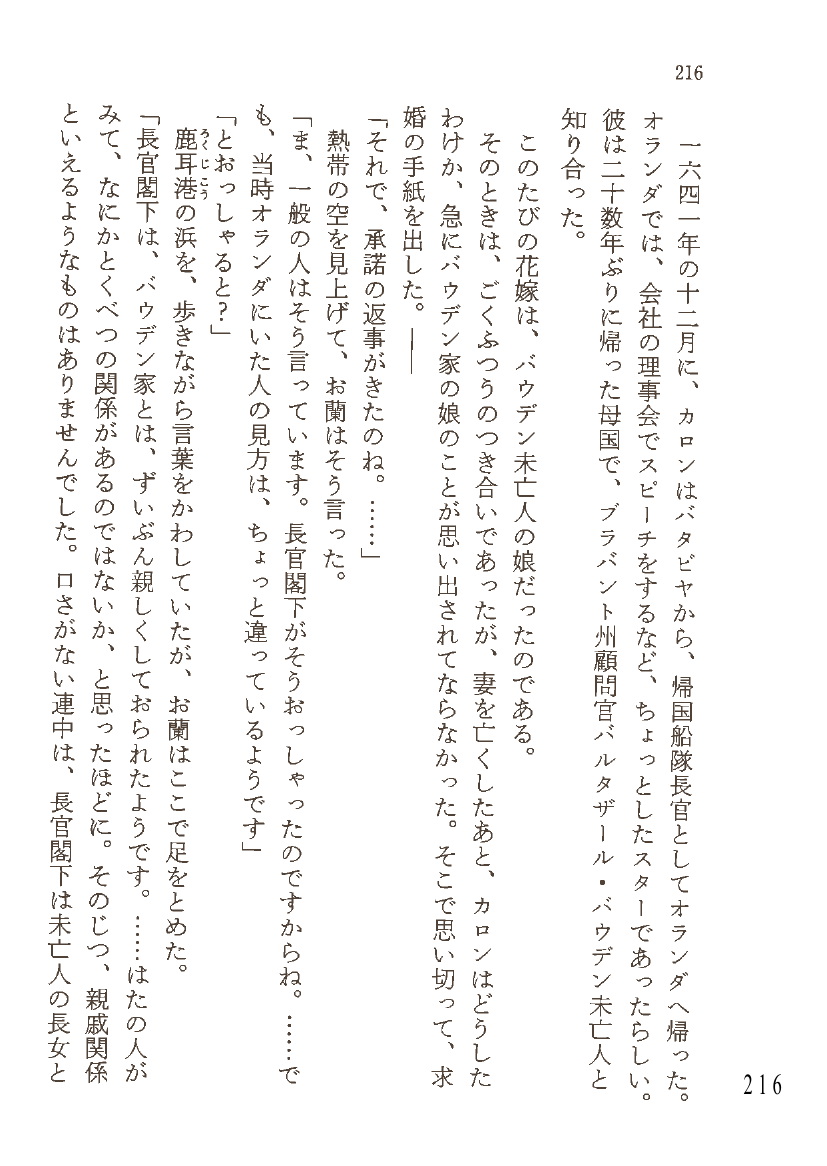 216
一六四一年の十二月に、カロンはバタビヤから、帰国船隊長官としてオランダへ帰った。
オランダでは、会社の理事会でスピーチをするなど、ちょっとしたスターであったらしい。
彼は二十数年ぶりに帰った母国で、ブラバント州顧問官バルタザール・バウデン未亡人と
知り合った。
このたびの花嫁は、バウデン未亡人の娘だったのである。
そのときは、ごくふつうのつき合いであったが、妻を亡くしたあと、カロンはどうした
わけか、急にバウデン家の娘のことが思い出されてならなかった。そこで思い切って、求
婚の手紙を出した。――
「それで、承諾の返事がきたのね。……」
熱帯の空を見上げて、お蘭はそう言った。
「ま、一般の人はそう言っています。長官閣下がそうおっしゃったのですからね。……で
も、当時オランダにいた人の見方は、ちょっと違っているようです」
「とおっしゃると?」
鹿耳港の浜を、歩きながら言葉をかわしていたが、お蘭はここで足をとめた。
ろくじこう
「長官閣下は、バウデン家とは、ずいぶん親しくしておられたようです。……はたの人が
みて、なにかとくべつの関係があるのではないか、と思ったほどに。そのじつ、親戚関係
といえるようなものはありませんでした。口さがない連中は、長官閣下は未亡人の長女と
216